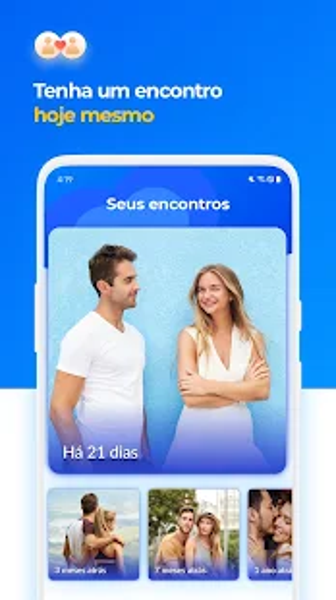 Tenha um encontro
hoje mesmo
4:19
Seus encontros
Há 21 dias
3 meses atrás
7 meses atrás
1 ano atrás